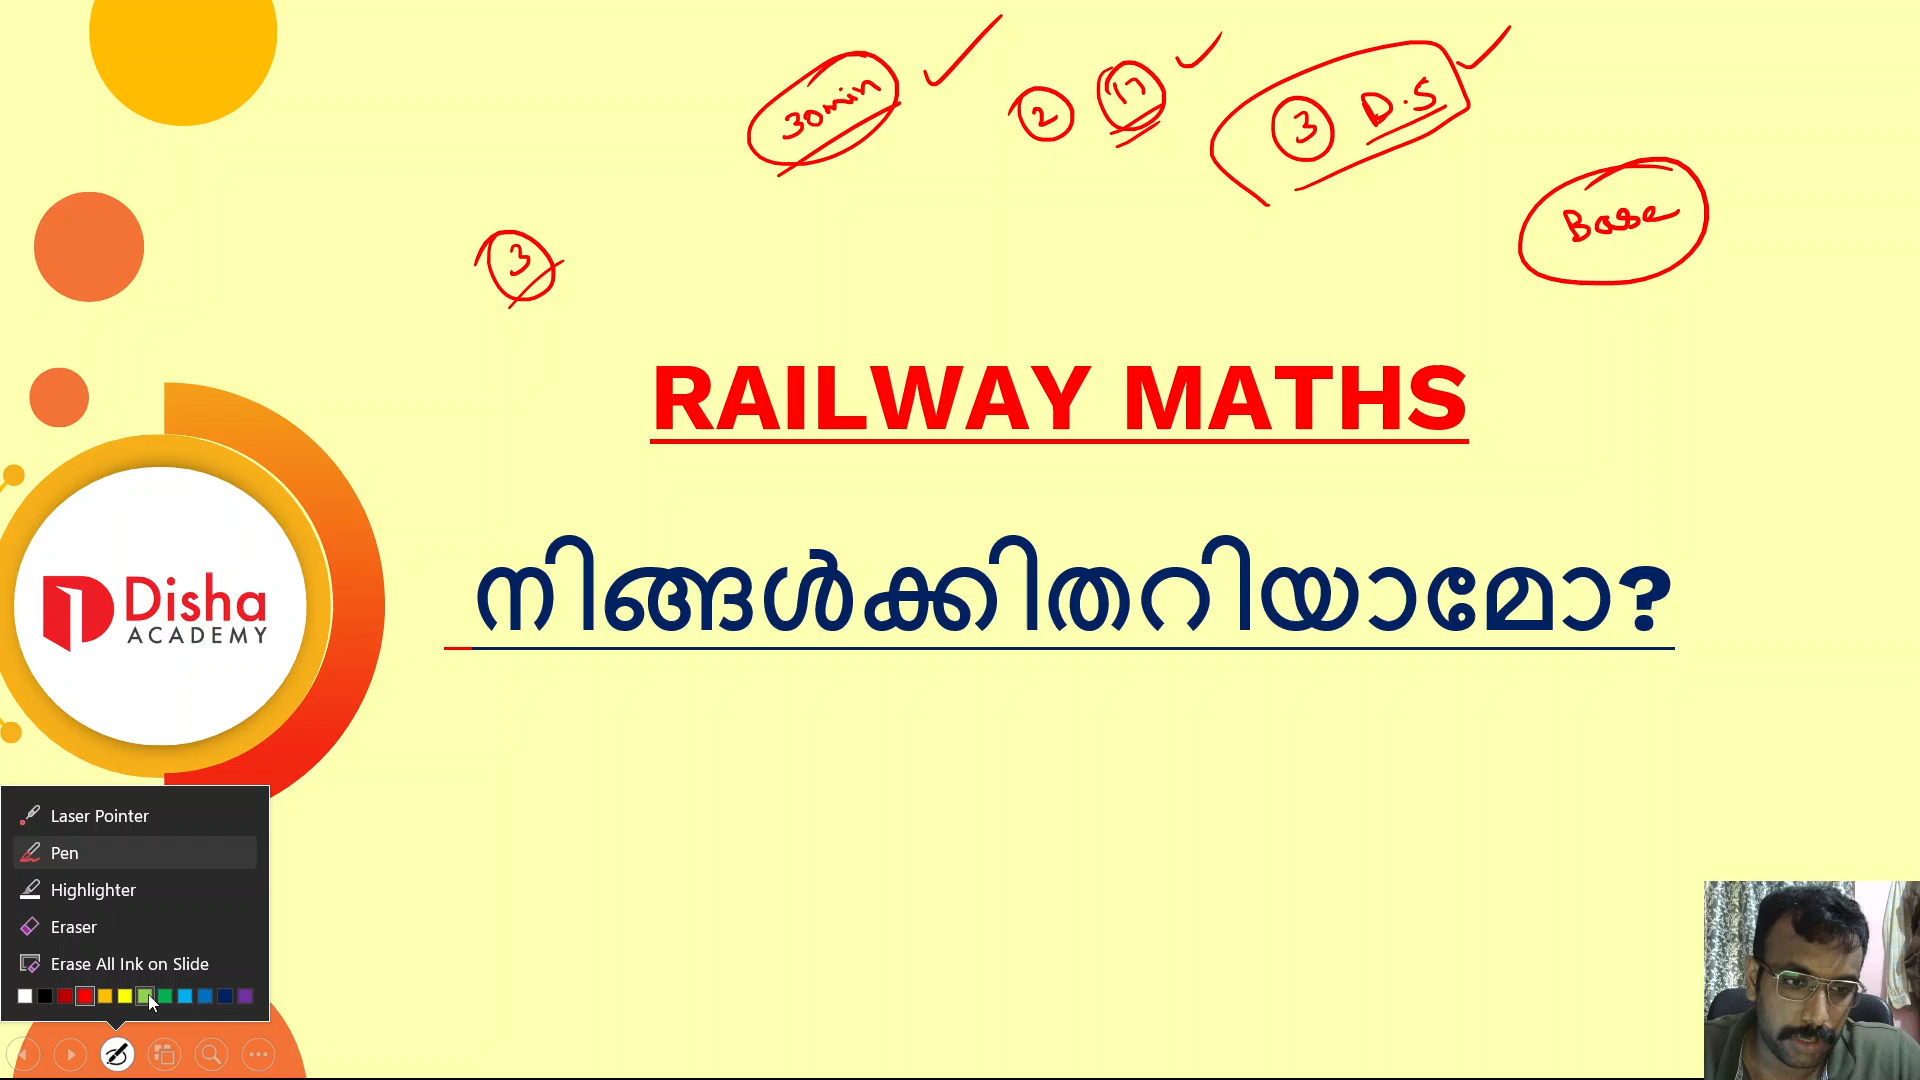 30min
2 17 3 D.S
Base
3
RAILWAY MATHS
നിങ്ങൾക്കിതറിയാമോ?
Disha
ACADEMY
Laser Pointer
Pen
Highlighter
Eraser
Erase All Ink on Slide